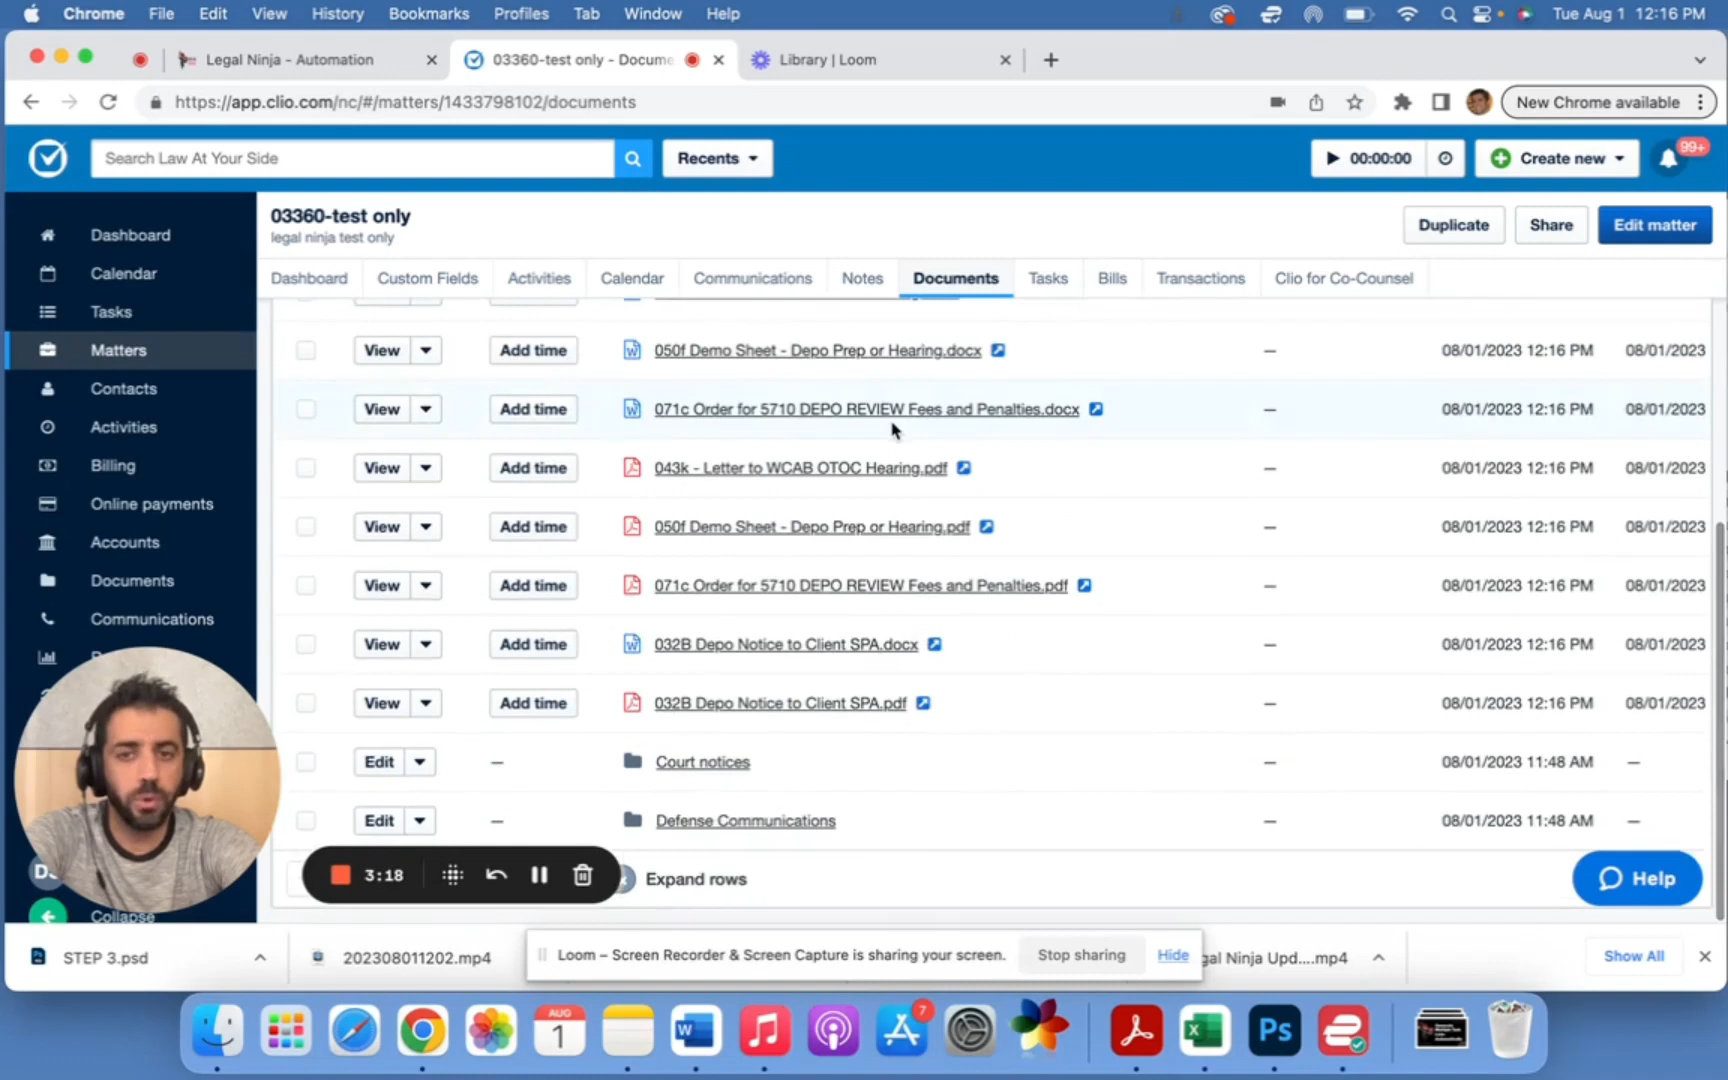 Chrome File Edit View History Bookmarks Profiles Tab Window Help
Tue Aug 1 12:16 PM
Legal Ninja - Automation
03360-test only - Docume
Library | Loom
https://app.clio.com/nc/#/matters/1433798102/documents
New Chrome available
Search Law At Your Side
Recents
00:00:00
Create new
99+
03360-test only
legal ninja test only
Duplicate
Share
Edit matter
Dashboard
Custom Fields
Activities
Calendar
Communications
Notes
Documents
Tasks
Bills
Transactions
Clio for Co-Counsel
Dashboard
Calendar
Tasks
Matters
Contacts
Activities
Billing
Online payments
Accounts
Documents
Communications
Collapse
View Add time 050f Demo Sheet - Depo Prep or Hearing.docx — 08/01/2023 12:16 PM 08/01/2023
View Add time 071c Order for 5710 DEPO REVIEW Fees and Penalties.docx — 08/01/2023 12:16 PM 08/01/2023
View Add time 043k - Letter to WCAB OTOC Hearing.pdf — 08/01/2023 12:16 PM 08/01/2023
View Add time 050f Demo Sheet - Depo Prep or Hearing.pdf — 08/01/2023 12:16 PM 08/01/2023
View Add time 071c Order for 5710 DEPO REVIEW Fees and Penalties.pdf — 08/01/2023 12:16 PM 08/01/2023
View Add time 032B Depo Notice to Client SPA.docx — 08/01/2023 12:16 PM 08/01/2023
View Add time 032B Depo Notice to Client SPA.pdf — 08/01/2023 12:16 PM 08/01/2023
Edit — Court notices — 08/01/2023 11:48 AM —
Edit — Defense Communications — 08/01/2023 11:48 AM —
3:18
Expand rows
Help
STEP 3.psd
202308011202.mp4
Loom – Screen Recorder & Screen Capture is sharing your screen.
Stop sharing
Hide
gal Ninja Upd....mp4
Show All
AUG
1
7
W
X
Ps